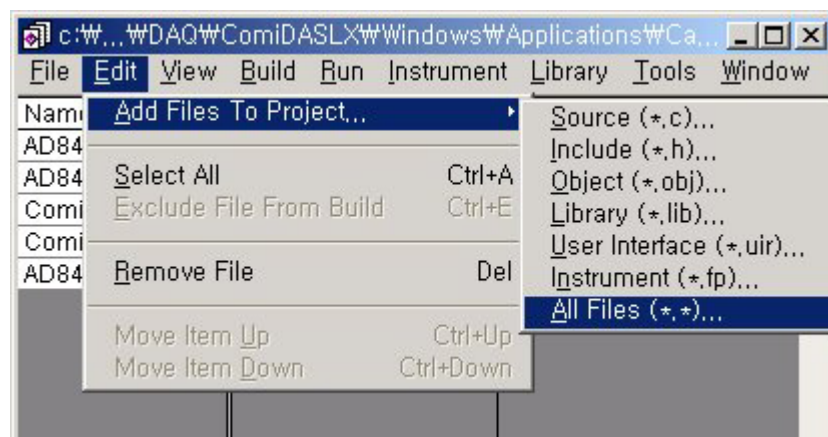 c:₩...₩DAQ₩ComiDASLX₩Windows₩Applications₩Ca...
File Edit View Build Run Instrument Library Tools Window
Nam
AD84
AD84
Comi
Comi
AD84
Add Files To Project...
Select All Ctrl+A
Exclude File From Build Ctrl+E
Remove File Del
Move Item Up Ctrl+Up
Move Item Down Ctrl+Down
Source (*.c)...
Include (*.h)...
Object (*.obj)...
Library (*.lib)...
User Interface (*.uir)...
Instrument (*.fp)...
All Files (*.*)...